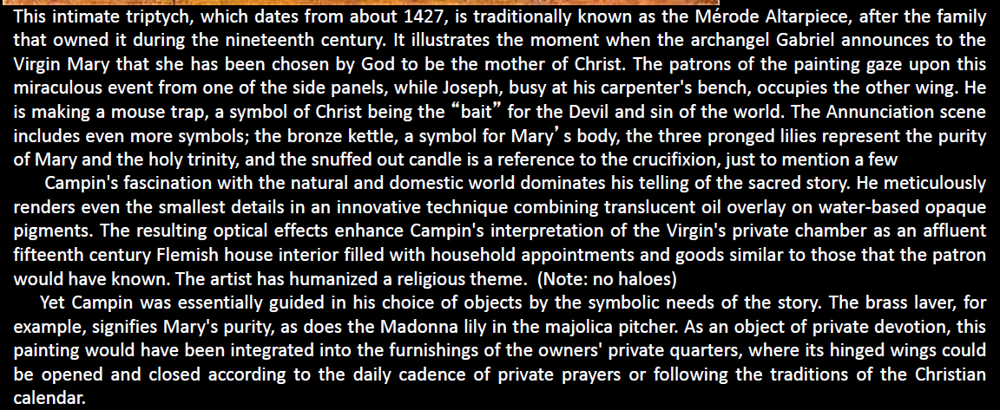 This intimate triptych, which dates from about 1427, is traditionally known as the Mérode Altarpiece, after the family
that owned it during the nineteenth century. It illustrates the moment when the archangel Gabriel announces to the
Virgin Mary that she has been chosen by God to be the mother of Christ. The patrons of the painting gaze upon this
miraculous event from one of the side panels, while Joseph, busy at his carpenter's bench, occupies the other wing. He
is making a mouse trap, a symbol of Christ being the “bait” for the Devil and sin of the world. The Annunciation scene
includes even more symbols; the bronze kettle, a symbol for Mary’s body, the three pronged lilies represent the purity
of Mary and the holy trinity, and the snuffed out candle is a reference to the crucifixion, just to mention a few
Campin's fascination with the natural and domestic world dominates his telling of the sacred story. He meticulously
renders even the smallest details in an innovative technique combining translucent oil overlay on water-based opaque
pigments. The resulting optical effects enhance Campin's interpretation of the Virgin's private chamber as an affluent
fifteenth century Flemish house interior filled with household appointments and goods similar to those that the patron
would have known. The artist has humanized a religious theme. (Note: no haloes)
Yet Campin was essentially guided in his choice of objects by the symbolic needs of the story. The brass laver, for
example, signifies Mary's purity, as does the Madonna lily in the majolica pitcher. As an object of private devotion, this
painting would have been integrated into the furnishings of the owners' private quarters, where its hinged wings could
be opened and closed according to the daily cadence of private prayers or following the traditions of the Christian
calendar.